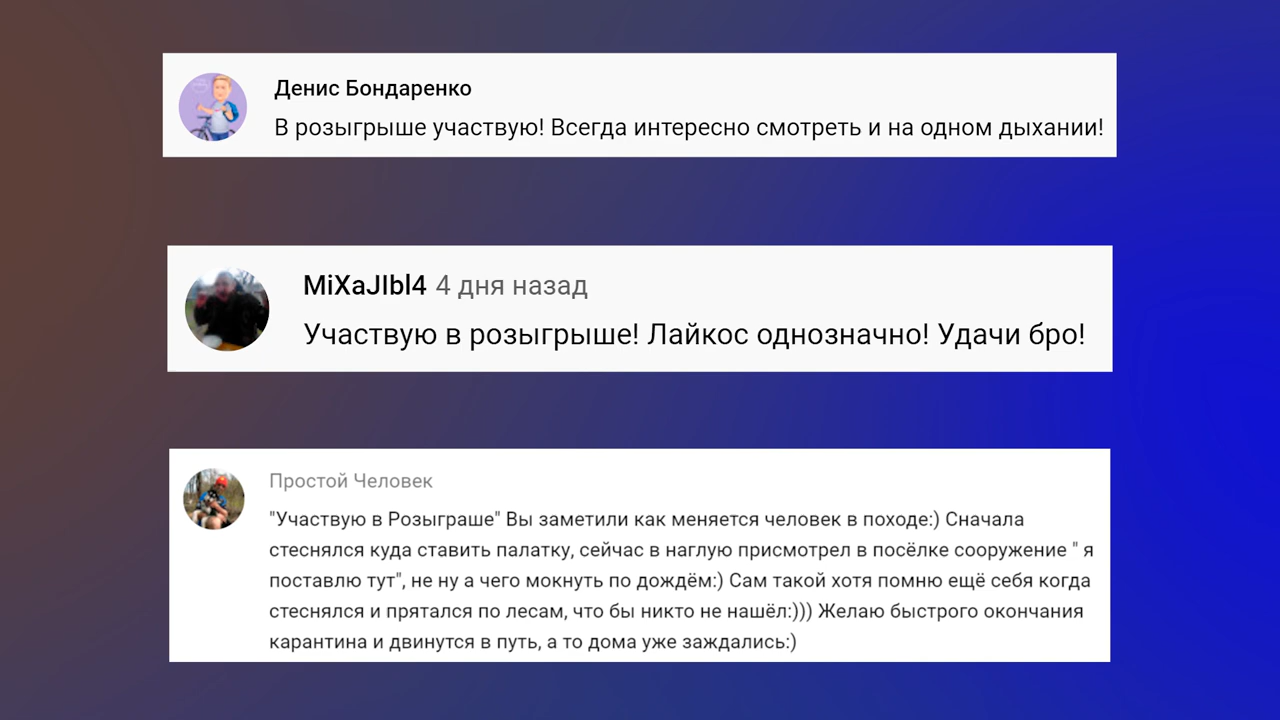 Денис Бондаренко
В розыгрыше участвую! Всегда интересно смотреть и на одном дыхании!
MiXaJIbl4 4 дня назад
Участвую в розыгрыше! Лайкос однозначно! Удачи бро!
Простой Человек
"Участвую в Розыграше" Вы заметили как меняется человек в походе:) Сначала
стеснялся куда ставить палатку, сейчас в наглую присмотрел в посёлке сооружение " я
поставлю тут", не ну а чего мокнуть по дождём:) Сам такой хотя помню ещё себя когда
стеснялся и прятался по лесам, что бы никто не нашёл:))) Желаю быстрого окончания
карантина и двинутся в путь, а то дома уже заждались:)